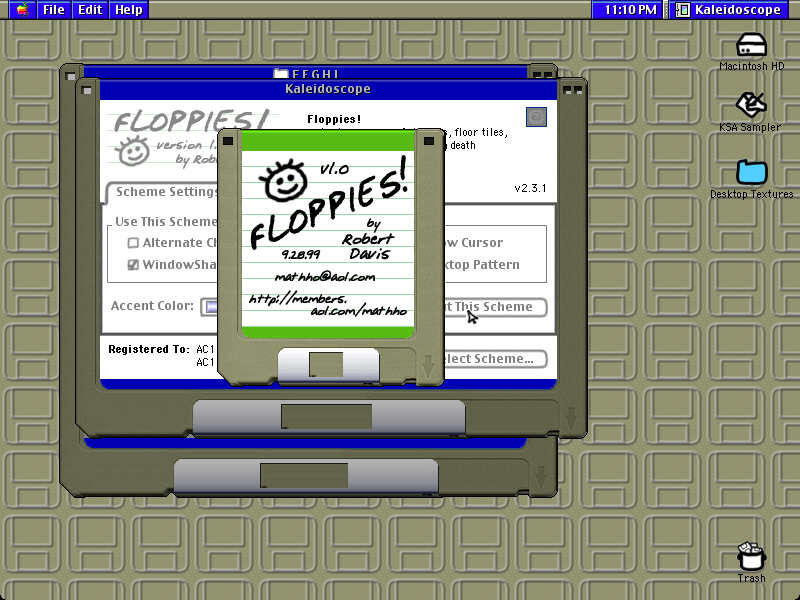 File Edit Help
11:10 PM
Kaleidoscope
Kaleidoscope
FLOPPIES!
version 1.
by Rob
Floppies!
, floor tiles,
death
v2.3.1
Scheme Settings
Use This Scheme
Alternate Ch
WindowSha
ow Cursor
ktop Pattern
Accent Color:
t This Scheme
Registered To: AC1
AC1
elect Scheme...
v1.0
FLOPPIES!
by
Robert
Davis
9.28.99
mathho@aol.com
http://members.
aol.com/mathho
Macintosh HD
KSA Sampler
Desktop Textures
Trash